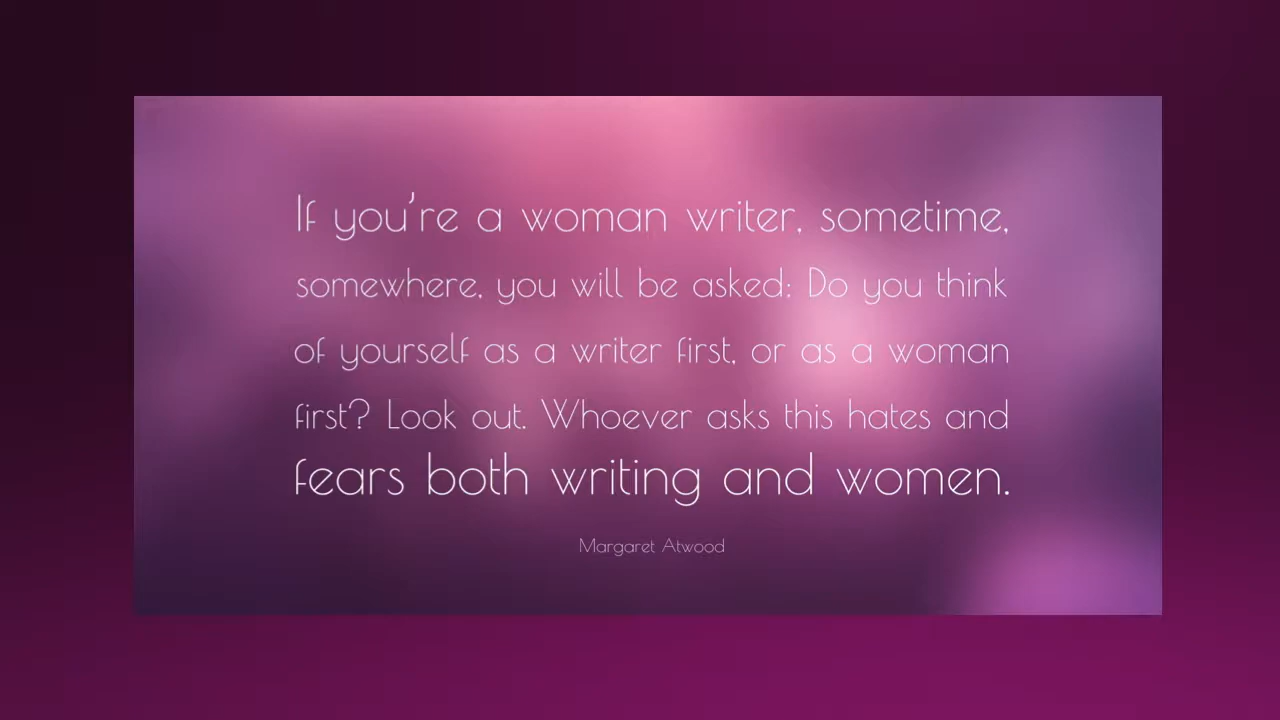 If you're a woman writer, sometime,
somewhere, you will be asked: Do you think
of yourself as a writer first, or as a woman
first? Look out. Whoever asks this hates and
fears both writing and women.
Margaret Atwood